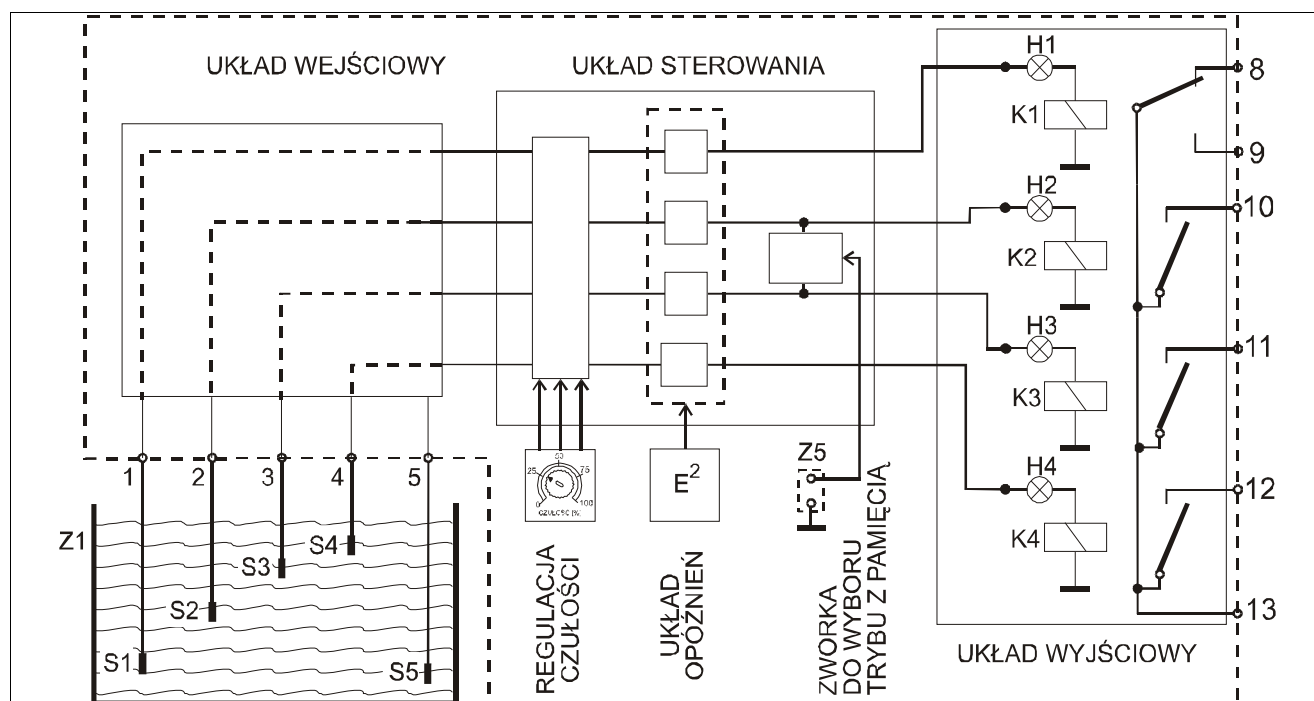 UKŁAD WEJŚCIOWY
UKŁAD STEROWANIA
H1
K1
8
9
H2
K2
10
H3
K3
11
H4
K4
12
13
UKŁAD WYJŚCIOWY
1
2
3
4
5
Z1
S1
S2
S3
S4
S5
0
25
50
75
100
CZUŁOŚĆ [%]
REGULACJA
CZUŁOŚCI
E²
UKŁAD
OPÓŹNIEŃ
Z5
ZWORKA
DO WYBORU
TRYBU Z PAMIĘCIĄ